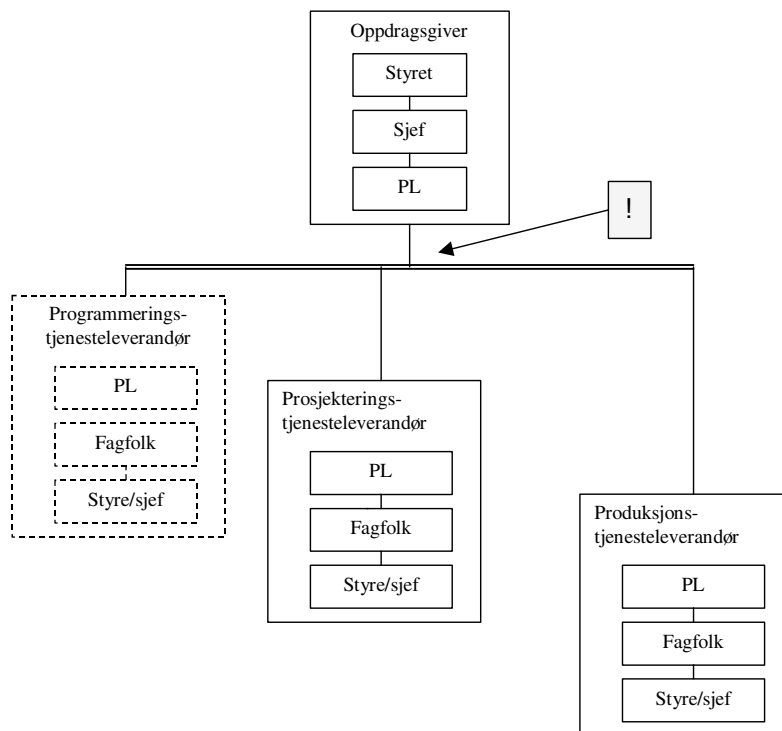 Oppdragsgiver
Styret
Sjef
PL
!
Programmerings-
tjenesteleverandør
PL
Fagfolk
Styre/sjef
Prosjekterings-
tjenesteleverandør
PL
Fagfolk
Styre/sjef
Produksjons-
tjenesteleverandør
PL
Fagfolk
Styre/sjef